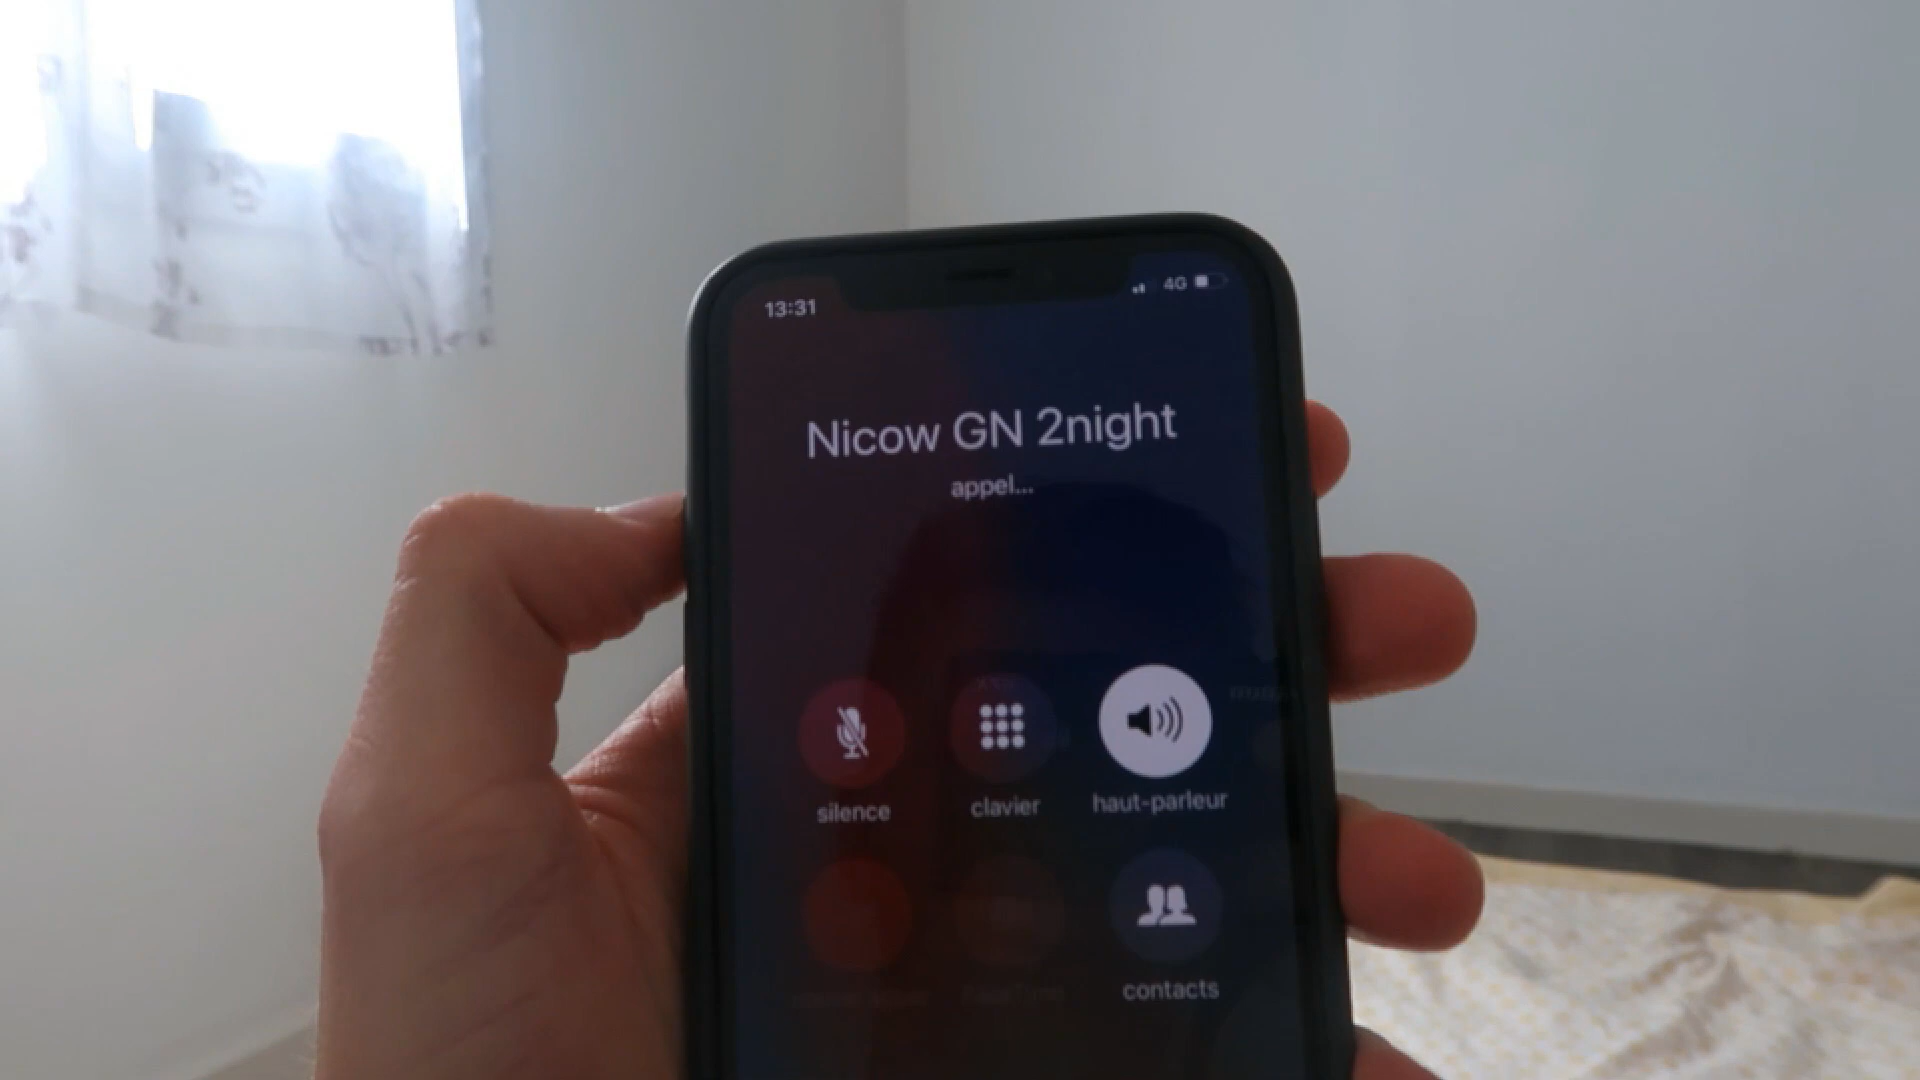 13:31
4G
Nicow GN 2night
appel...
silence
clavier
haut-parleur
contacts